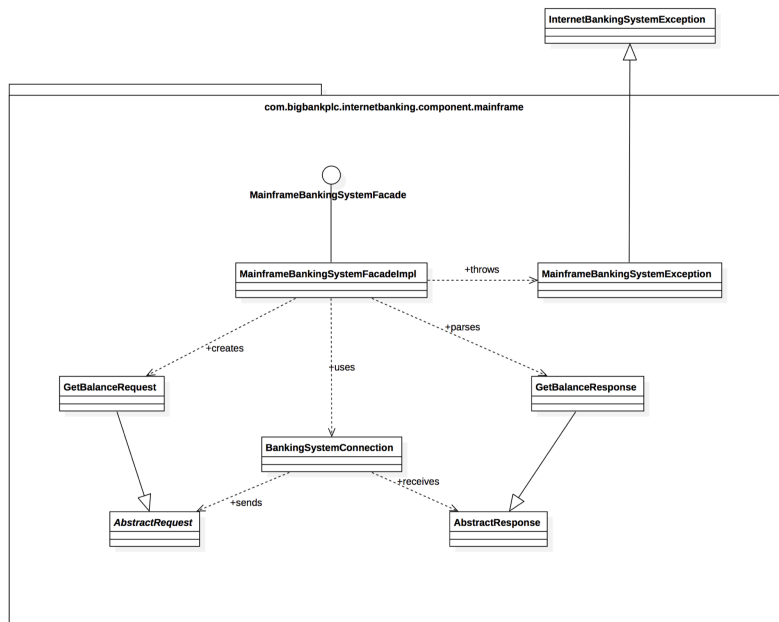 InternetBankingSystemException
com.bigbankplc.internetbanking.component.mainframe
MainframeBankingSystemFacade
MainframeBankingSystemFacadeImpl
+throws
MainframeBankingSystemException
+creates
+uses
+parses
GetBalanceRequest
GetBalanceResponse
BankingSystemConnection
+sends
+receives
AbstractRequest
AbstractResponse